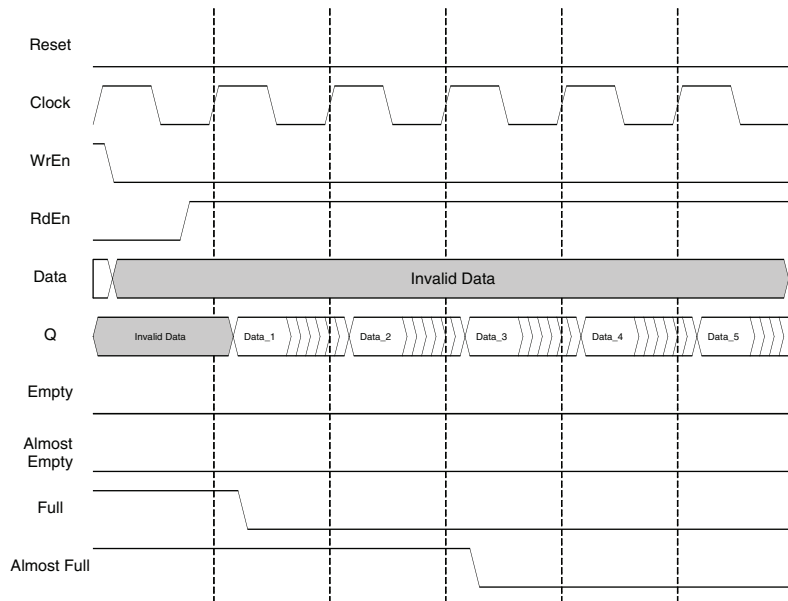 Reset
Clock
WrEn
RdEn
Data
Invalid Data
Q
Invalid Data
Data_1
Data_2
Data_3
Data_4
Data_5
Empty
Almost
Empty
Full
Almost Full